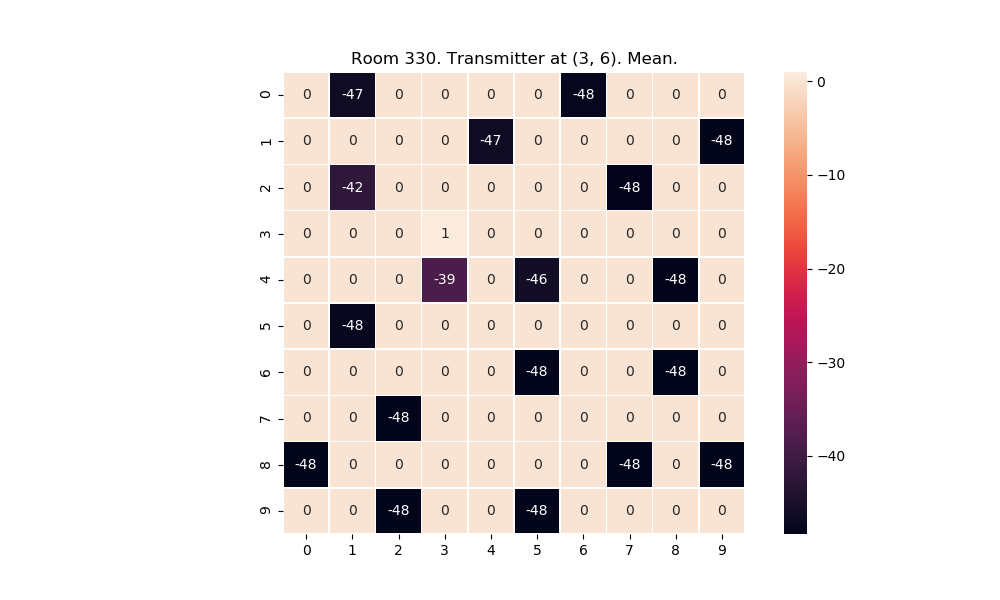 Room 330. Transmitter at (3, 6). Mean.
0 0 -47 0 0 0 0 -48 0 0 0
1 0 0 0 0 -47 0 0 0 0 -48
2 0 -42 0 0 0 0 0 -48 0 0
3 0 0 0 1 0 0 0 0 0 0
4 0 0 0 -39 0 -46 0 0 -48 0
5 0 -48 0 0 0 0 0 0 0 0
6 0 0 0 0 0 -48 0 0 -48 0
7 0 0 -48 0 0 0 0 0 0 0
8 -48 0 0 0 0 0 0 -48 0 -48
9 0 0 -48 0 0 -48 0 0 0 0
0 1 2 3 4 5 6 7 8 9
0
−10
−20
−30
−40